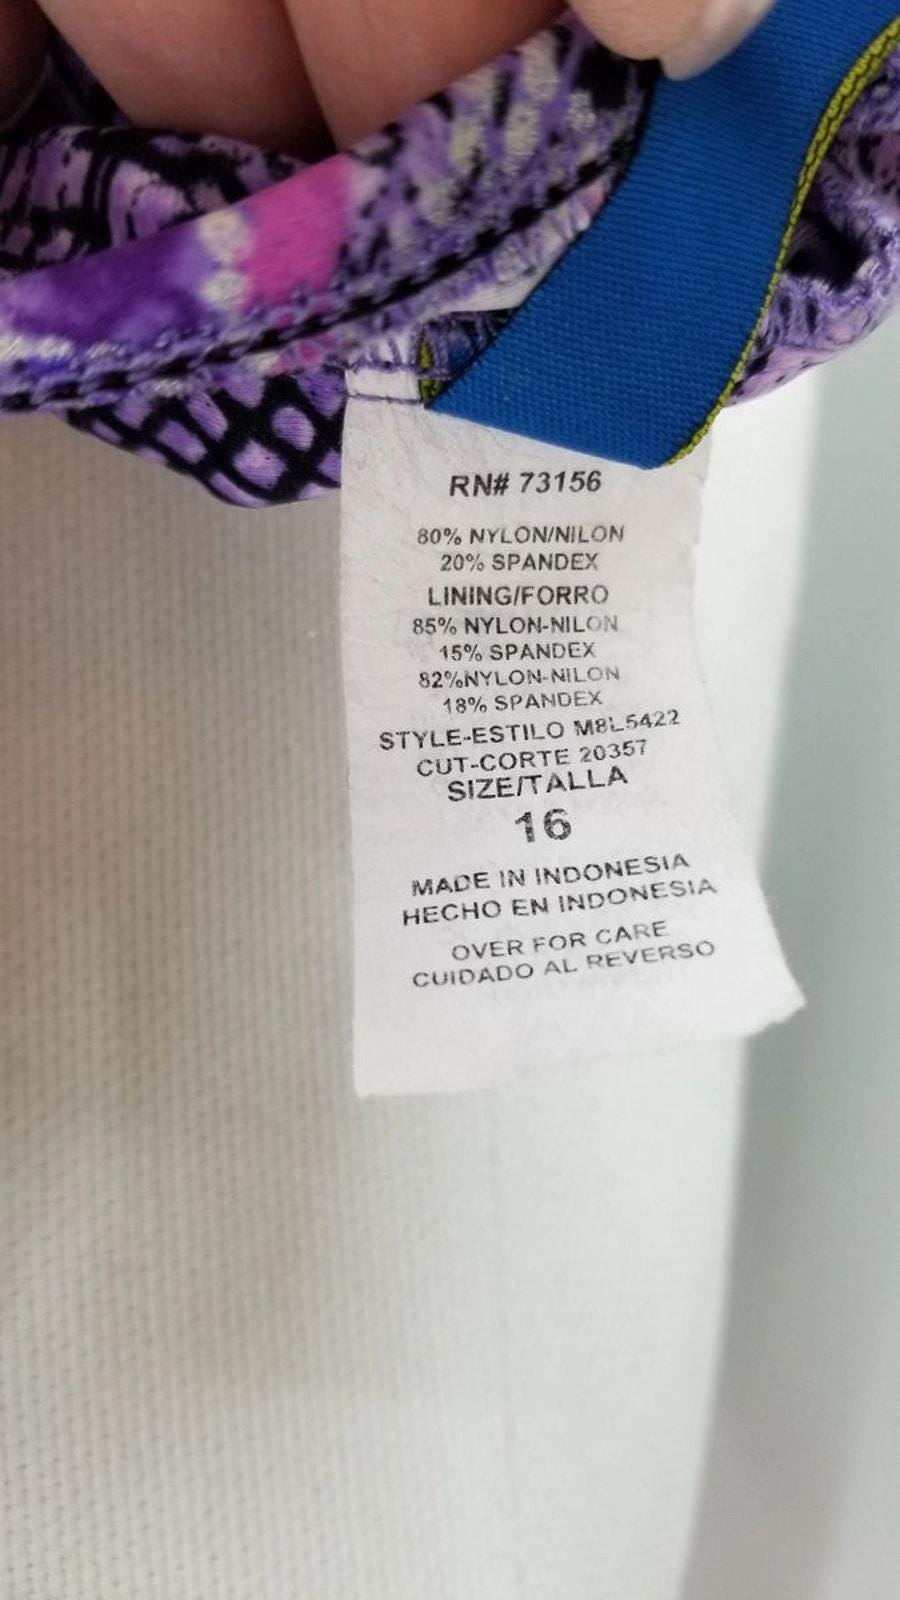 RN# 73156
80% NYLON/NILON
20% SPANDEX
LINING/FORRO
85% NYLON-NILON
15% SPANDEX
82%NYLON-NILON
18% SPANDEX
STYLE-ESTILO M8L5422
CUT-CORTE 20357
SIZE/TALLA
16
MADE IN INDONESIA
HECHO EN INDONESIA
OVER FOR CARE
CUIDADO AL REVERSO